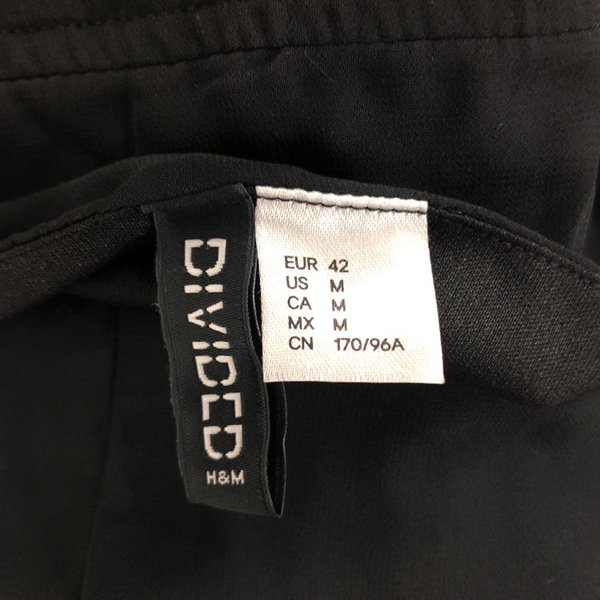 DIVIDED
H&M
EUR 42
US M
CA M
MX M
CN 170/96A